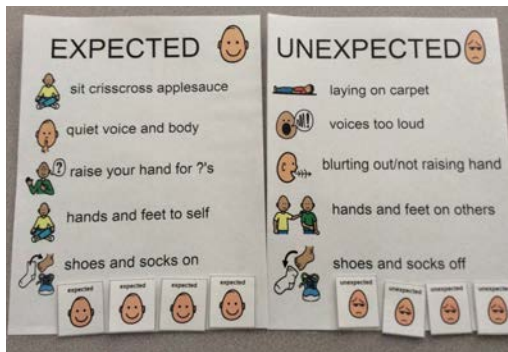 EXPECTED
sit crisscross applesauce
quiet voice and body
raise your hand for ?'s
hands and feet to self
shoes and socks on
expected
expected
expected
expected
UNEXPECTED
laying on carpet
voices too loud
blurting out/not raising hand
hands and feet on others
shoes and socks off
unexpected
unexpected
unexpected
unexpected